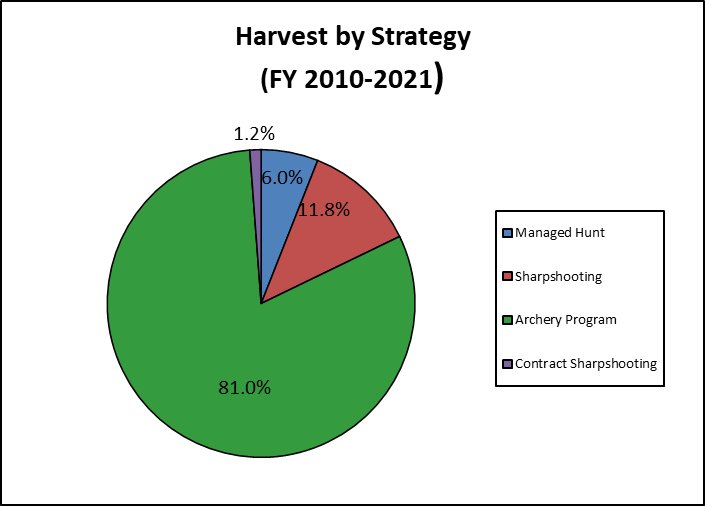 Harvest by Strategy
(FY 2010-2021)
1.2%
6.0%
11.8%
81.0%
Managed Hunt
Sharpshooting
Archery Program
Contract Sharpshooting